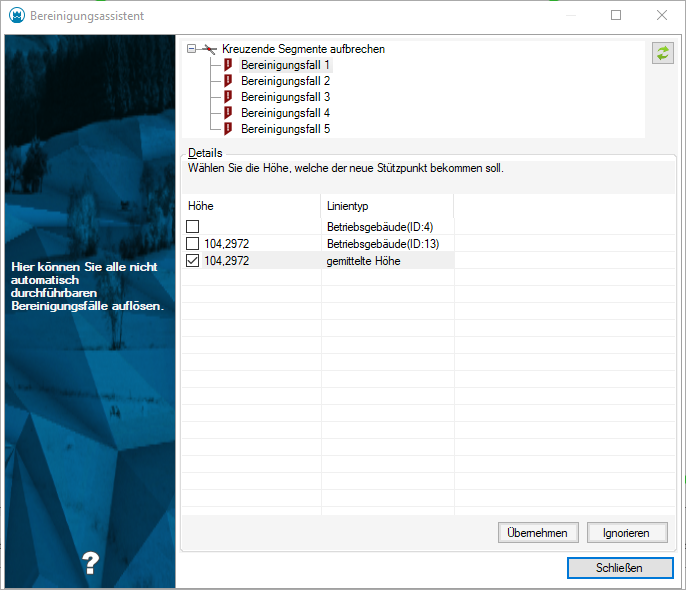 Bereinigungsassistent
Kreuzende Segmente aufbrechen
Bereinigungsfall 1
Bereinigungsfall 2
Bereinigungsfall 3
Bereinigungsfall 4
Bereinigungsfall 5
Hier können Sie alle nicht
automatisch
durchführbaren
Bereinigungsfälle auflösen.
?
Details
Wählen Sie die Höhe, welche der neue Stützpunkt bekommen soll.
Höhe Linientyp
Betriebsgebäude(ID:4)
104,2972 Betriebsgebäude(ID:13)
104,2972 gemittelte Höhe
Übernehmen Ignorieren
Schließen